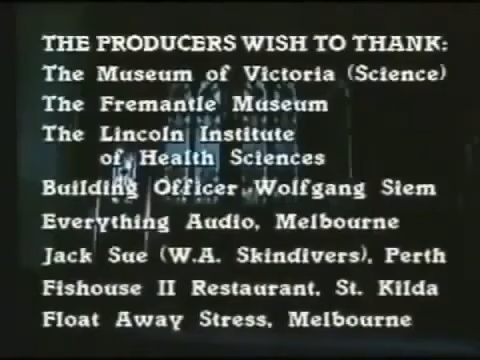 THE PRODUCERS WISH TO THANK:
The Museum of Victoria (Science)
The Fremantle Museum
The Lincoln Institute
of Health Sciences
Building Officer Wolfgang Siem
Everything Audio, Melbourne
Jack Sue (W.A. Skindivers), Perth
Fishouse II Restaurant, St. Kilda
Float Away Stress, Melbourne